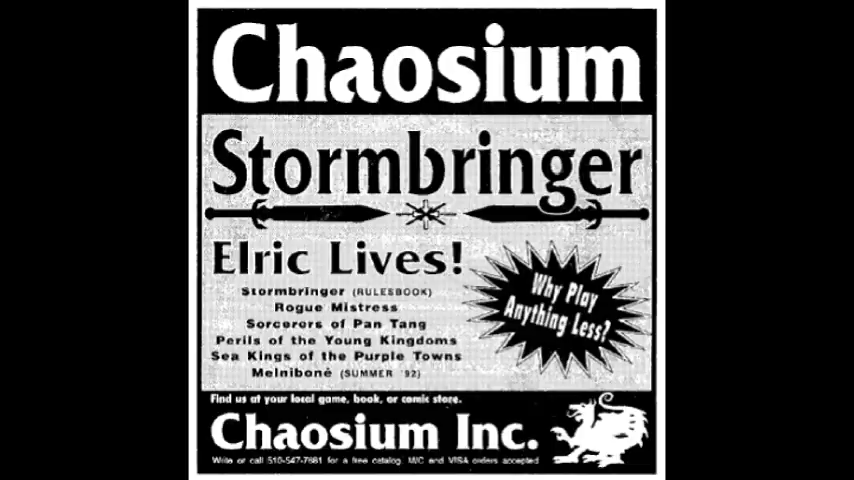 Chaosium
Stormbringer
Elric Lives!
Stormbringer (RULESBOOK)
Rogue Mistress
Sorcerers of Pan Tang
Perils of the Young Kingdoms
Sea Kings of the Purple Towns
Melniboné (SUMMER '92)
Why Play
Anything Less?
Find us at your local game, book, or comic store.
Chaosium Inc.
Write or call 510-547-7681 for a free catalog. M/C and VISA orders accepted